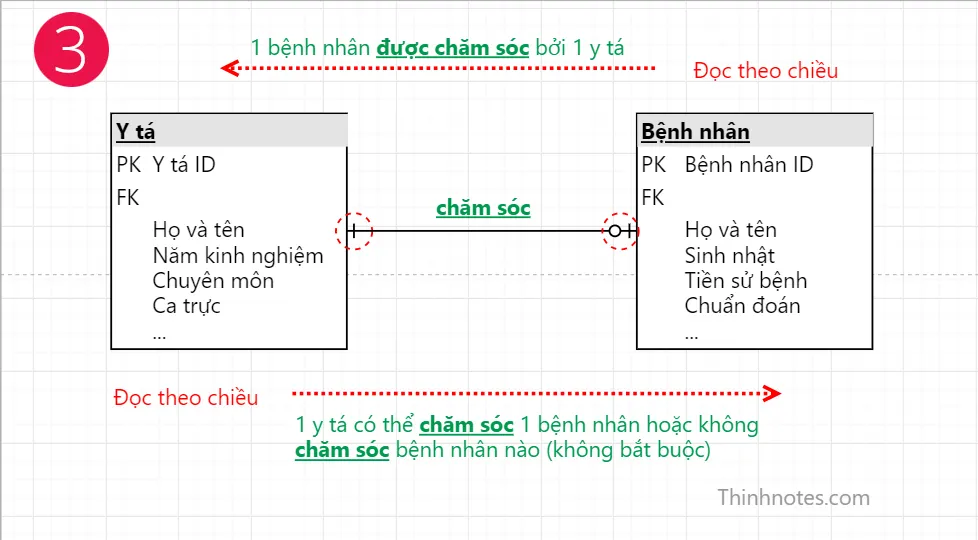 3
1 bệnh nhân được chăm sóc bởi 1 y tá
Đọc theo chiều
Y tá
PK Y tá ID
FK
Họ và tên
Năm kinh nghiệm
Chuyên môn
Ca trực
...
chăm sóc
Bệnh nhân
PK Bệnh nhân ID
FK
Họ và tên
Sinh nhật
Tiền sử bệnh
Chuẩn đoán
...
Đọc theo chiều
1 y tá có thể chăm sóc 1 bệnh nhân hoặc không
chăm sóc bệnh nhân nào (không bắt buộc)
Thinhnotes.com